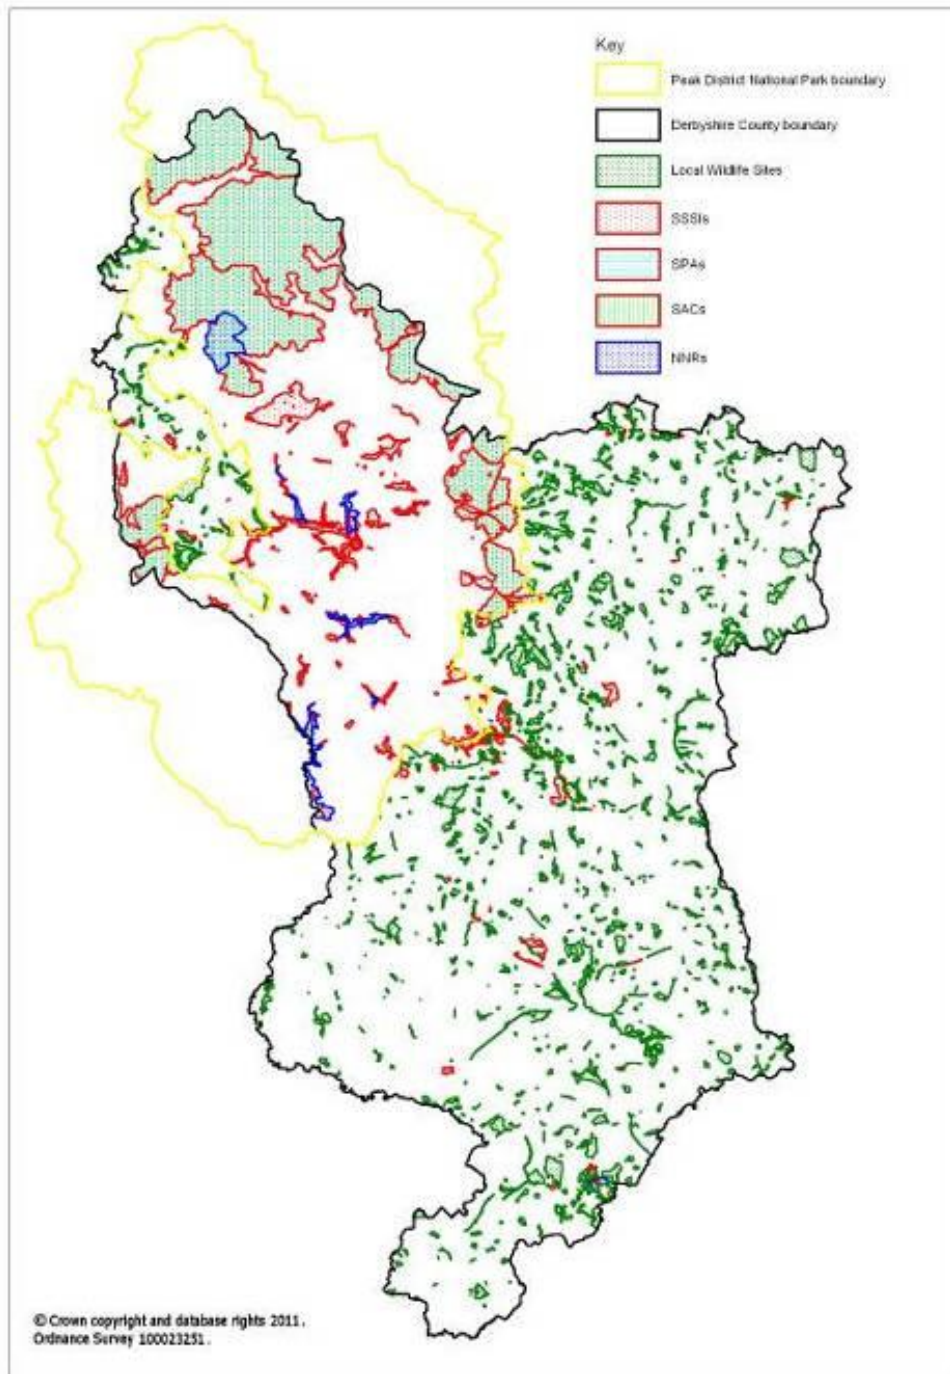 Key
Peak District National Park boundary
Derbyshire County boundary
Local Wildlife Sites
SSSIs
SPAs
SACs
NNRs
© Crown copyright and database rights 2011.
Ordnance Survey 100023251.